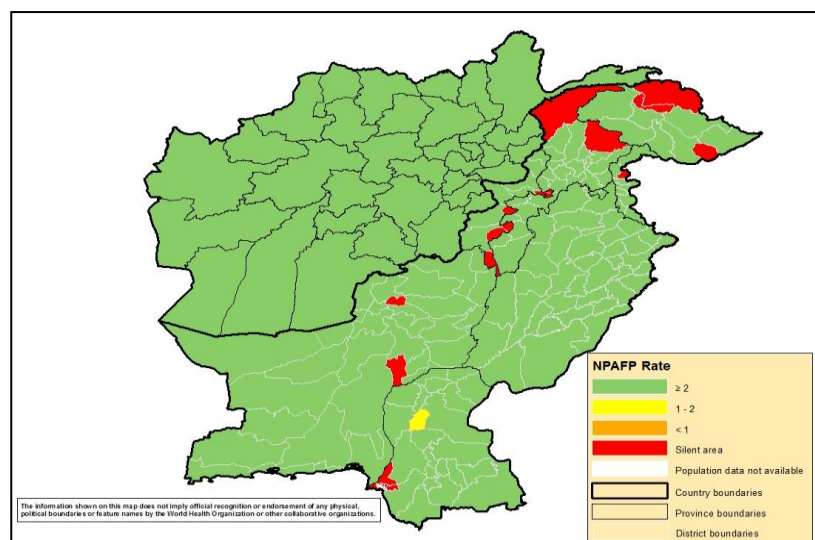 NPAFP Rate
≥ 2
1 - 2
< 1
Silent area
Population data not available
Country boundaries
Province boundaries
District boundaries
The information shown on this map does not imply official recognition or endorsement of any physical,
political boundaries or feature names by the World Health Organization or other collaborative organizations.